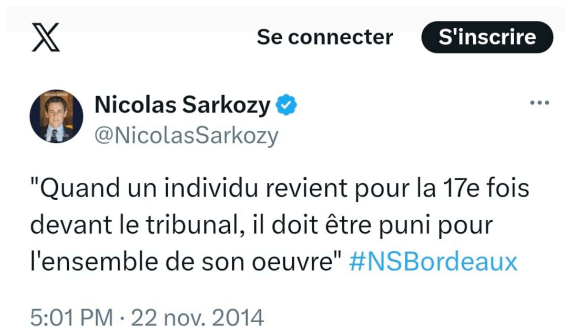 Se connecter S'inscrire
Nicolas Sarkozy
@NicolasSarkozy
"Quand un individu revient pour la 17e fois
devant le tribunal, il doit être puni pour
l'ensemble de son oeuvre" #NSBordeaux
5:01 PM · 22 nov. 2014